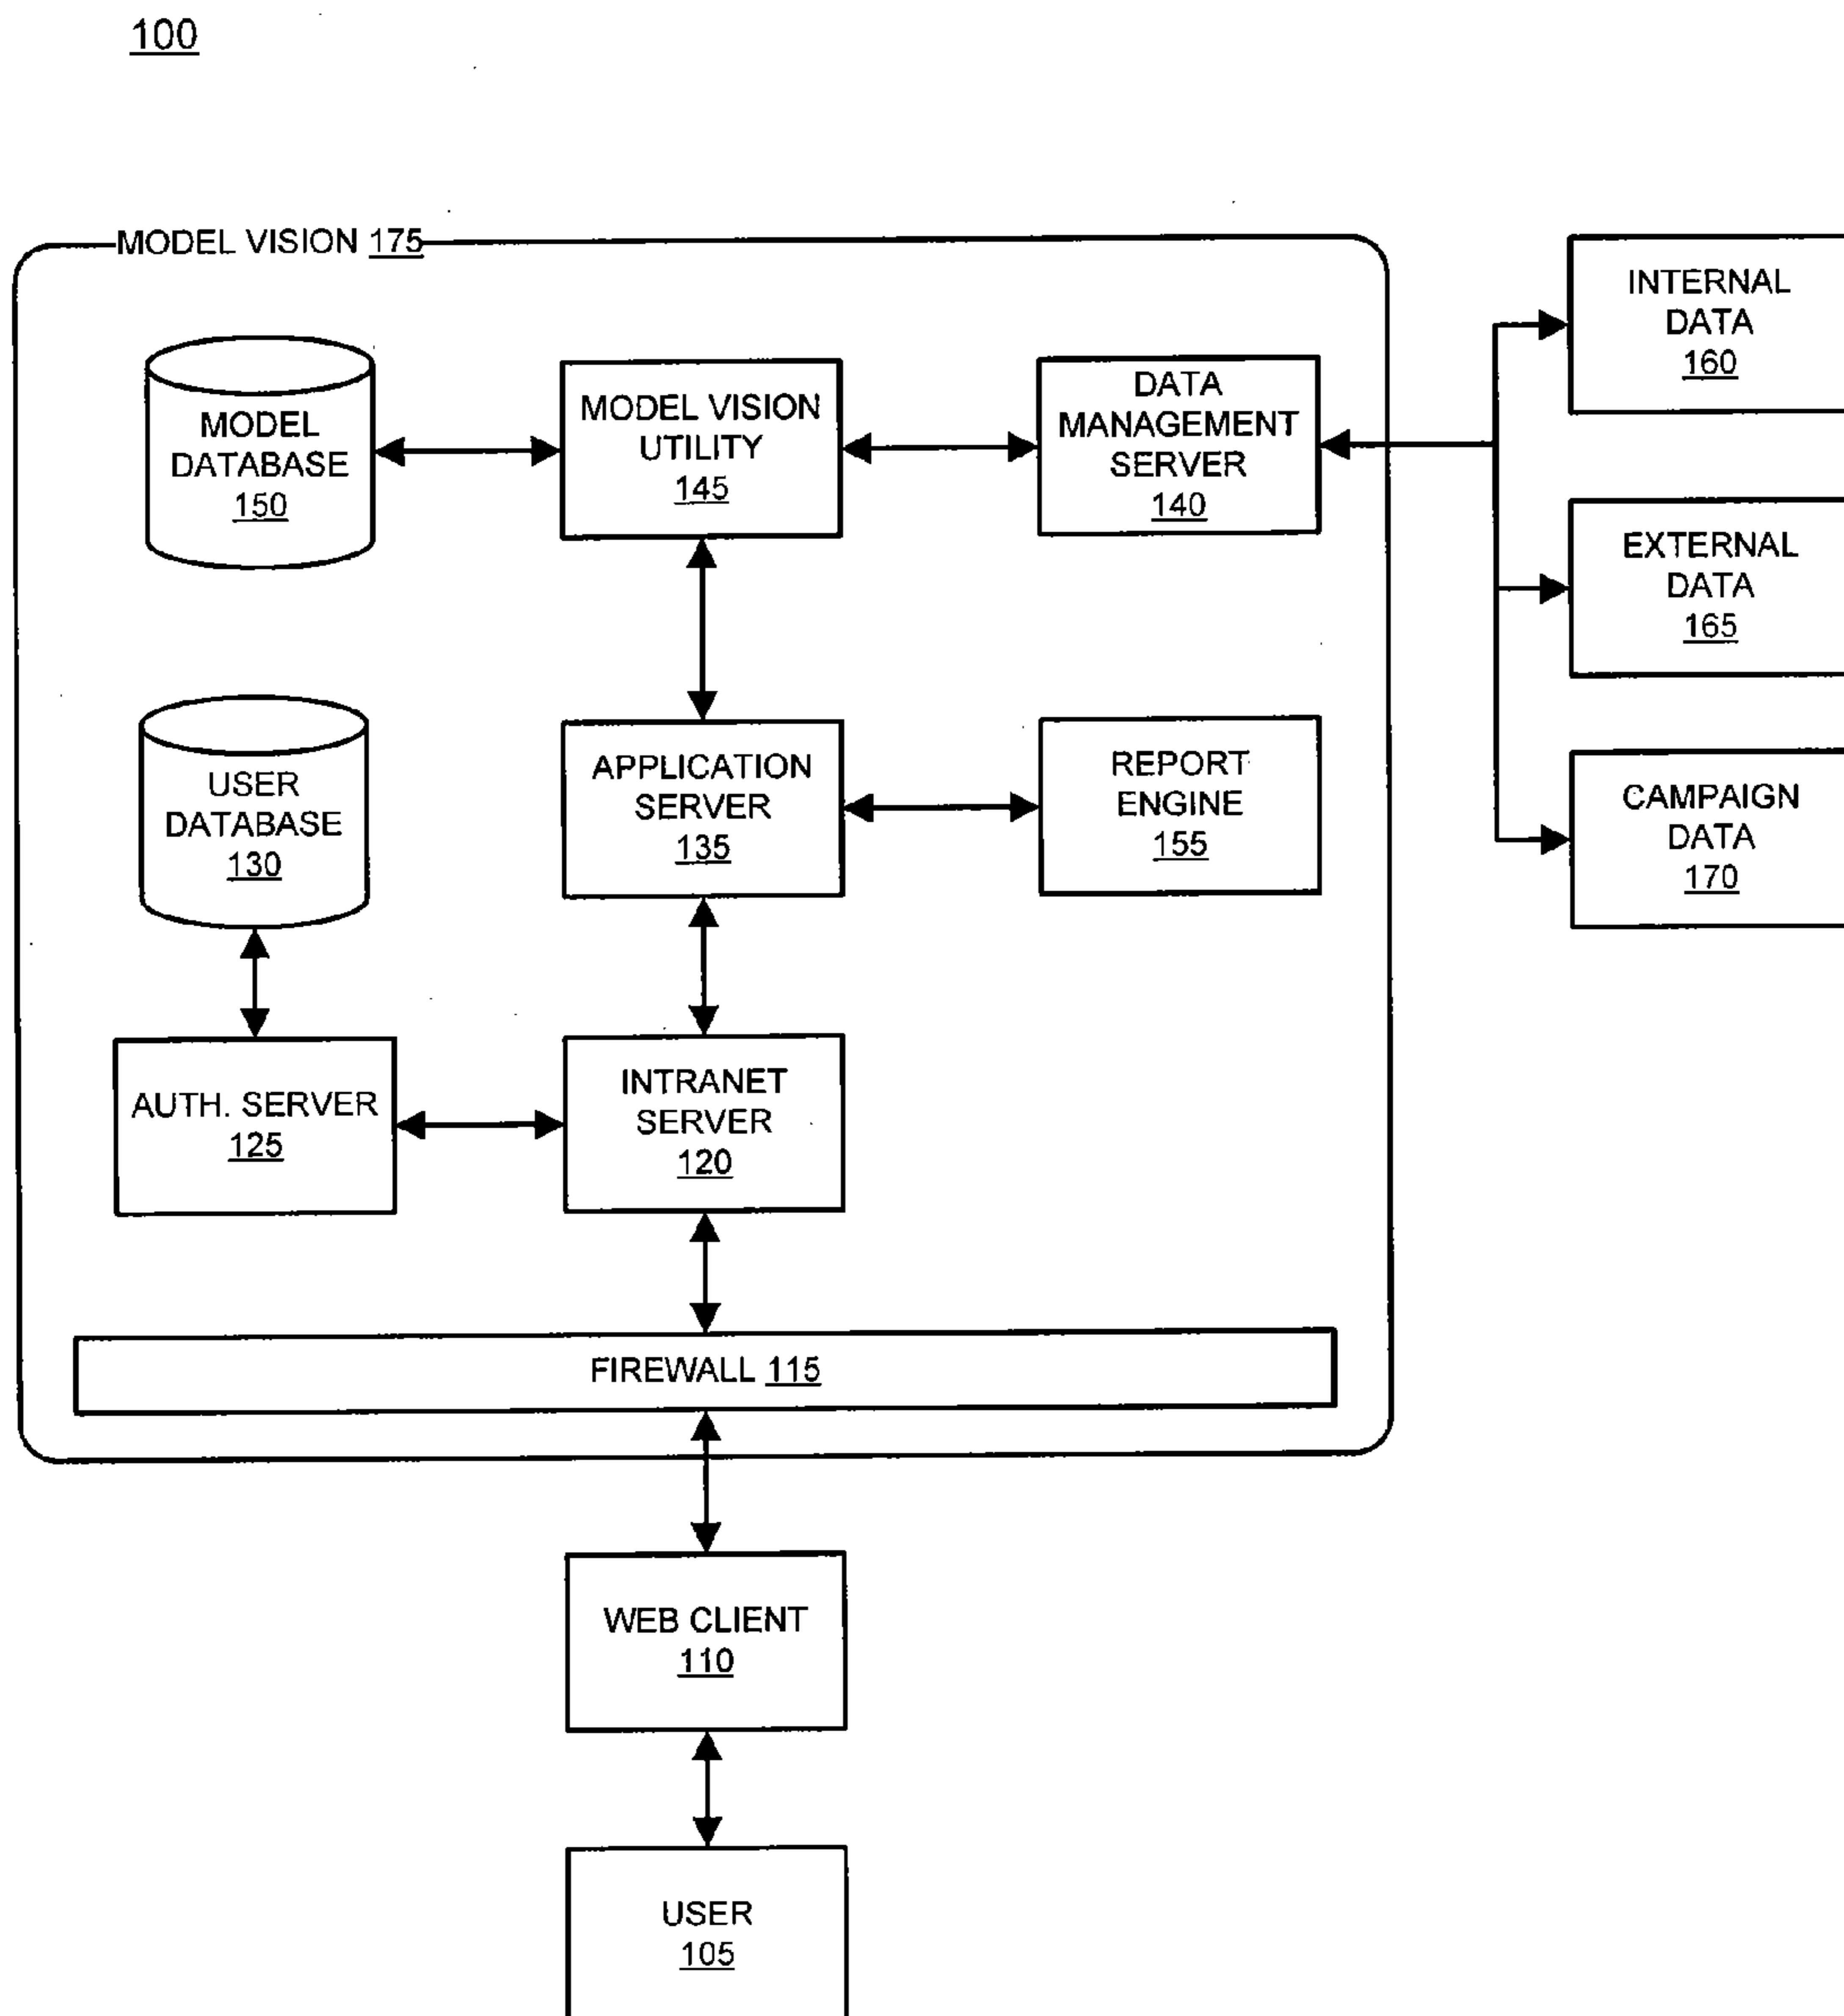 100
MODEL VISION 175
INTERNAL
DATA
160
MODEL
DATABASE
150
MODEL VISION
UTILITY
145
DATA
MANAGEMENT
SERVER
140
EXTERNAL
DATA
165
USER
DATABASE
130
APPLICATION
SERVER
135
REPORT
ENGINE
155
CAMPAIGN
DATA
170
AUTH. SERVER
125
INTRANET
SERVER
120
FIREWALL 115
WEB CLIENT
110
USER
105